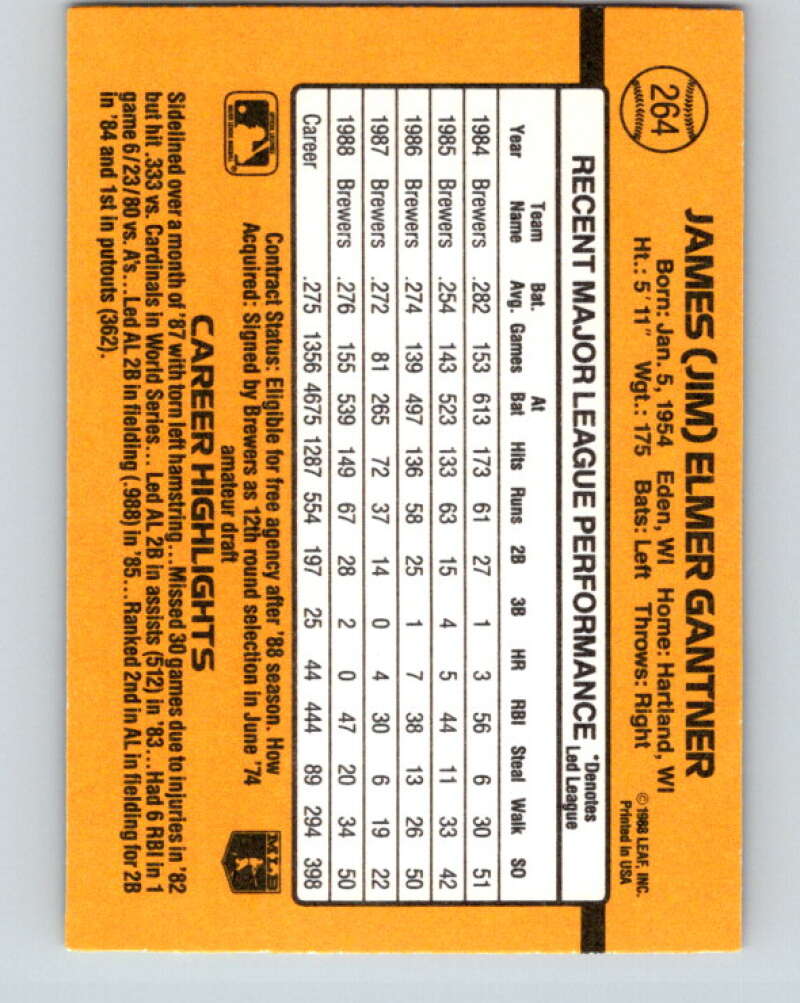 264
JAMES (JIM) ELMER GANTNER
Born: Jan. 5, 1954 Eden, WI Home: Hartland, WI
Ht.: 5'11" Wgt.: 175 Bats: Left Throws: Right
© 1988 LEAF, INC.
Printed in USA
RECENT MAJOR LEAGUE PERFORMANCE *Denotes
Led League
Team Bat. At
Year Name Avg. Games Bat Hits Runs 2B 3B HR RBI Steal Walk SO
1984 Brewers .282 153 613 173 61 27 1 3 56 6 30 51
1985 Brewers .254 143 523 133 63 15 4 5 44 11 33 42
1986 Brewers .274 139 497 136 58 25 1 7 38 13 26 50
1987 Brewers .272 81 265 72 37 14 0 4 30 6 19 22
1988 Brewers .276 155 539 149 67 28 2 0 47 20 34 50
Career .275 1356 4675 1287 554 197 25 44 444 89 294 398
Contract Status: Eligible for free agency after '88 season. How
Acquired: Signed by Brewers as 12th round selection in June '74
amateur draft
MLB
CAREER HIGHLIGHTS
Sidelined over a month of '87 with torn left hamstring...Missed 30 games due to injuries in '82
but hit .333 vs. Cardinals in World Series... Led AL 2B in assists (512) in '83...Had 6 RBI in 1
game 6/23/80 vs. A's...Led AL 2B in fielding (.988) in '85...Ranked 2nd in AL in fielding for 2B
in '84 and 1st in putouts (362).